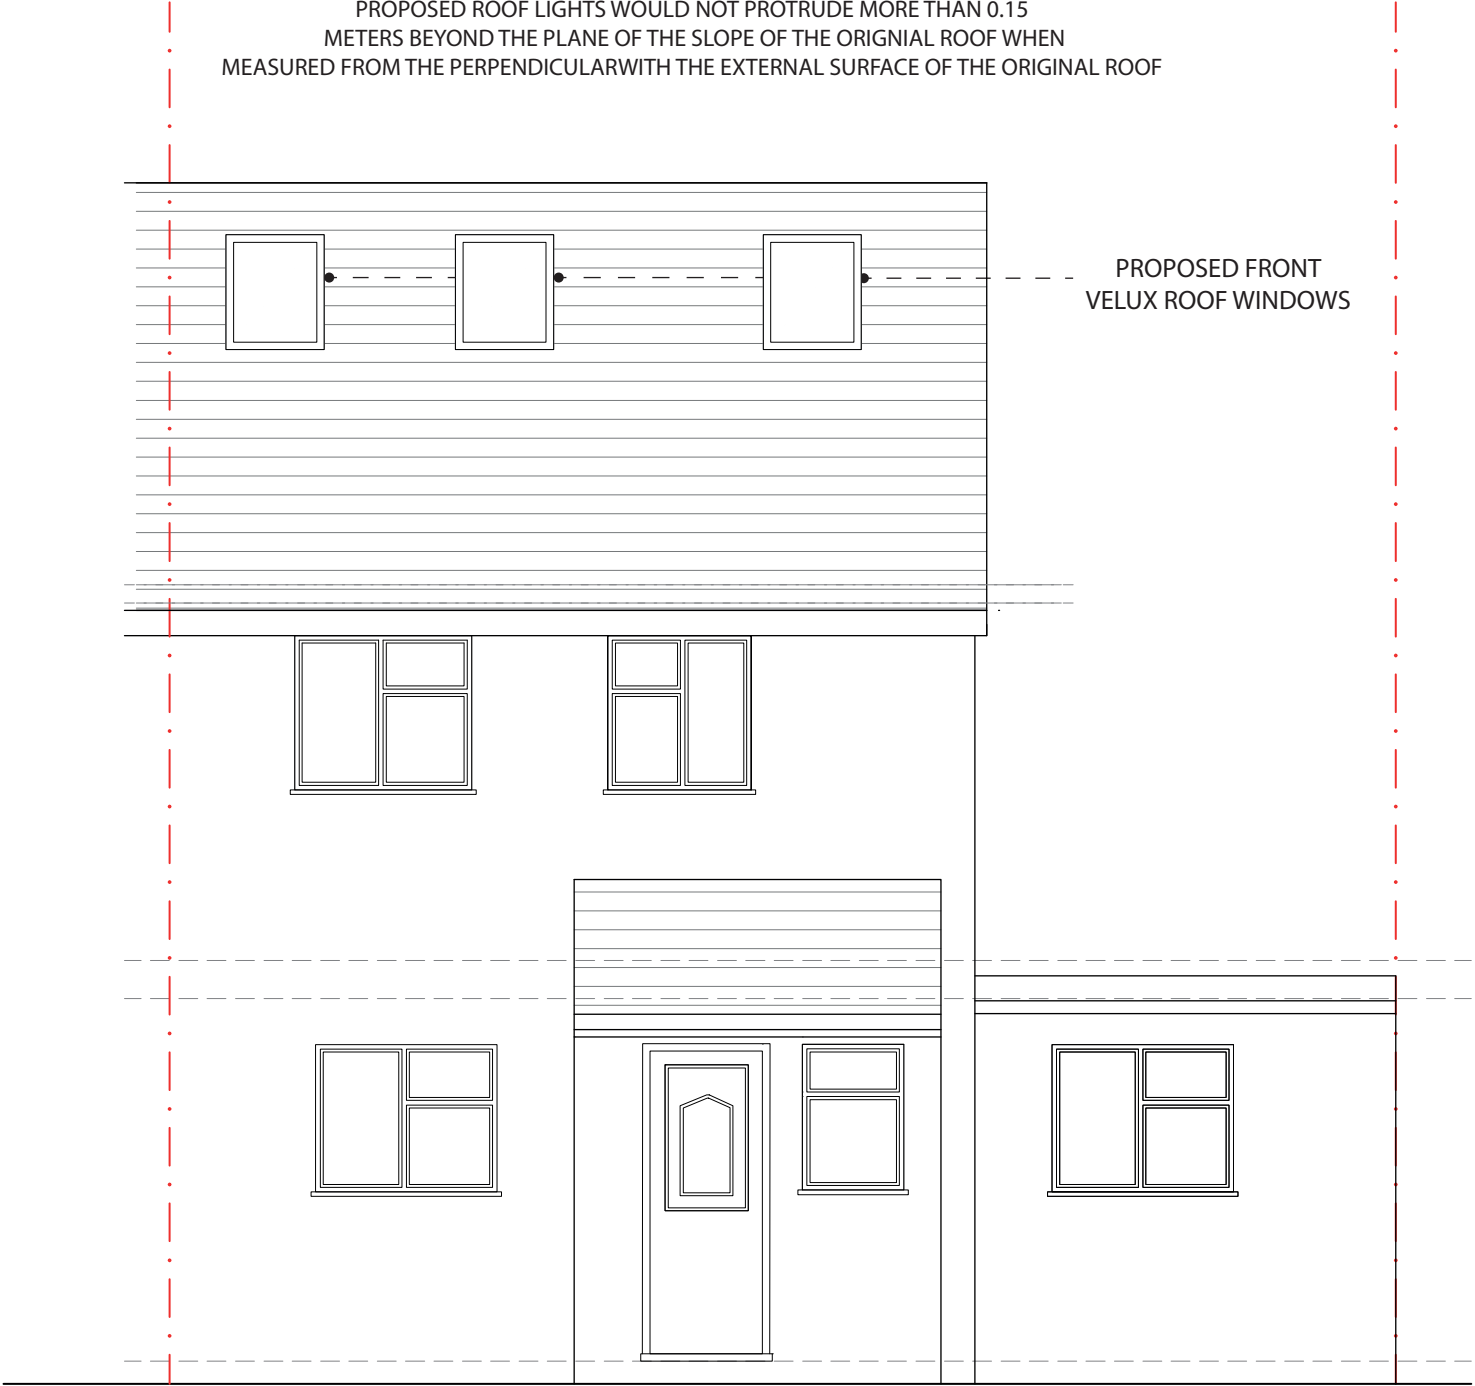 PROPOSED ROOF LIGHTS WOULD NOT PROTRUDE MORE THAN 0.15
METERS BEYOND THE PLANE OF THE SLOPE OF THE ORIGNIAL ROOF WHEN
MEASURED FROM THE PERPENDICULARWITH THE EXTERNAL SURFACE OF THE ORIGINAL ROOF
PROPOSED FRONT
VELUX ROOF WINDOWS